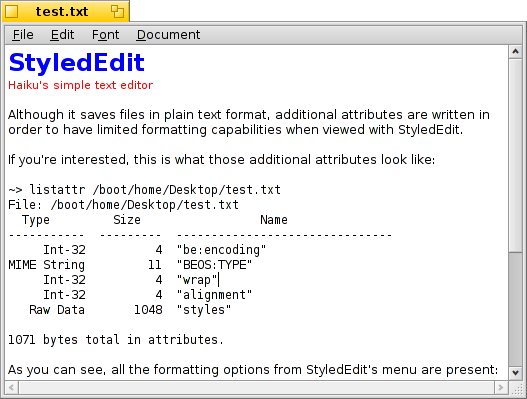 test.txt
File Edit Font Document
StyledEdit
Haiku's simple text editor
Although it saves files in plain text format, additional attributes are written in
order to have limited formatting capabilities when viewed with StyledEdit.
If you're interested, this is what those additional attributes look like:
~> listattr /boot/home/Desktop/test.txt
File: /boot/home/Desktop/test.txt
Type Size Name
----------- --------- -------------------------------
Int-32 4 "be:encoding"
MIME String 11 "BEOS:TYPE"
Int-32 4 "wrap"
Int-32 4 "alignment"
Raw Data 1048 "styles"
1071 bytes total in attributes.
As you can see, all the formatting options from StyledEdit's menu are present: